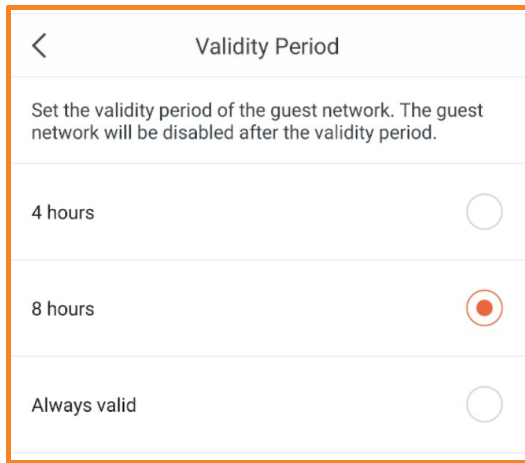 Validity Period
Set the validity period of the guest network. The guest
network will be disabled after the validity period.
4 hours
8 hours
Always valid